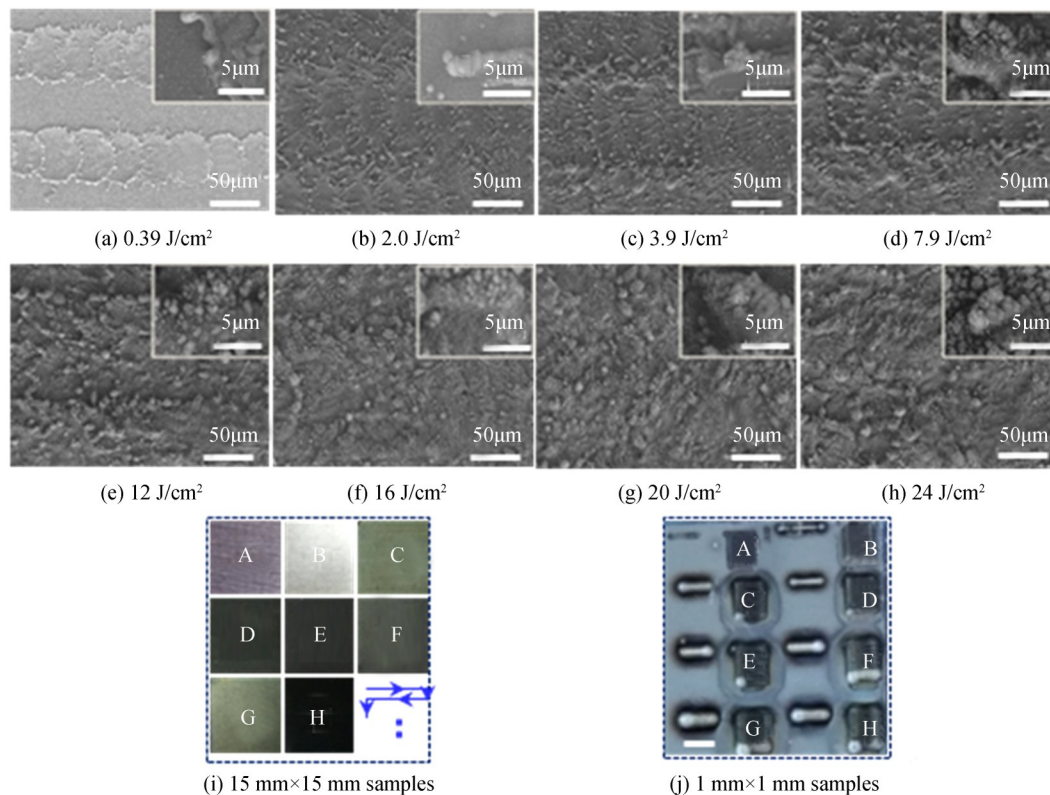 5μm 5μm 5μm 5μm
50μm 50μm 50μm 50μm
(a) 0.39 J/cm² (b) 2.0 J/cm² (c) 3.9 J/cm² (d) 7.9 J/cm²
5μm 5μm 5μm 5μm
50μm 50μm 50μm 50μm
(e) 12 J/cm² (f) 16 J/cm² (g) 20 J/cm² (h) 24 J/cm²
A B C
D E F
G H
A B
C D
E F
G H
(i) 15 mm×15 mm samples (j) 1 mm×1 mm samples